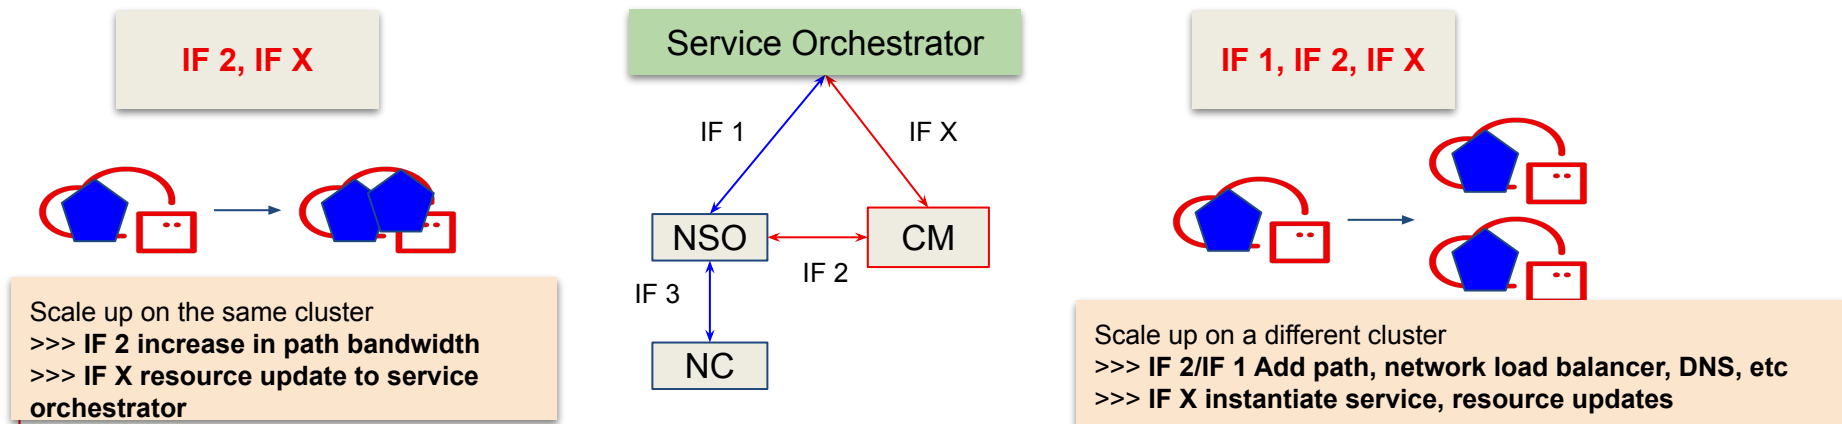 IF 2, IF X
Scale up on the same cluster
>>> IF 2 increase in path bandwidth
>>> IF X resource update to service
orchestrator
Service Orchestrator
IF 1
IF X
NSO
CM
IF 2
IF 3
NC
IF 1, IF 2, IF X
Scale up on a different cluster
>>> IF 2/IF 1 Add path, network load balancer, DNS, etc
>>> IF X instantiate service, resource updates